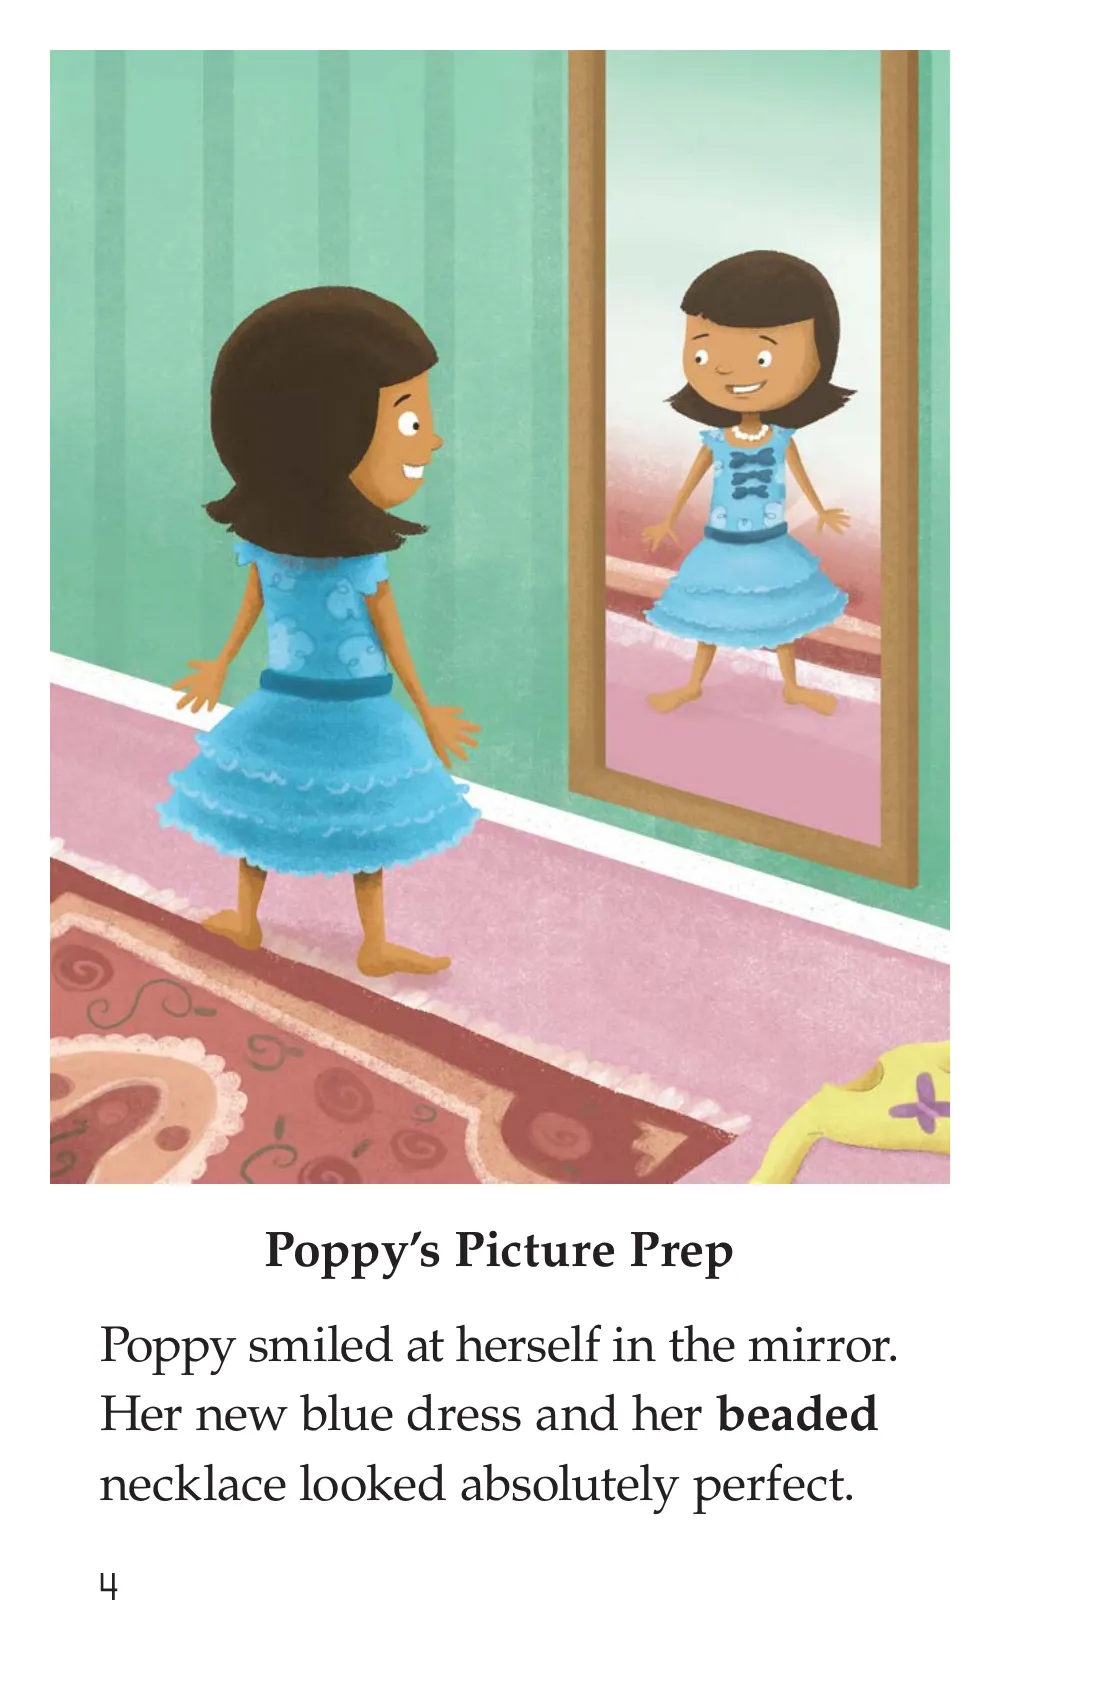 Poppy’s Picture Prep
Poppy smiled at herself in the mirror.
Her new blue dress and her beaded
necklace looked absolutely perfect.
4